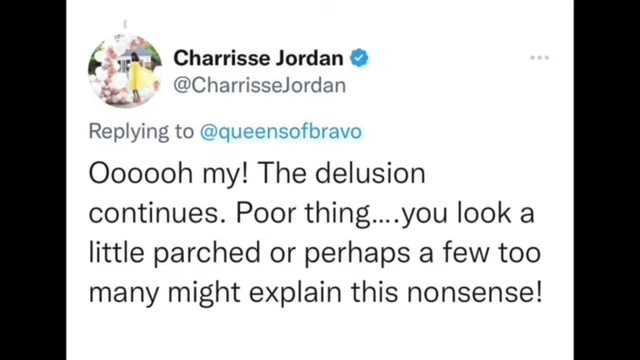 Charrisse Jordan
@CharrisseJordan
Replying to @queensofbravo
Oooooh my! The delusion
continues. Poor thing....you look a
little parched or perhaps a few too
many might explain this nonsense!